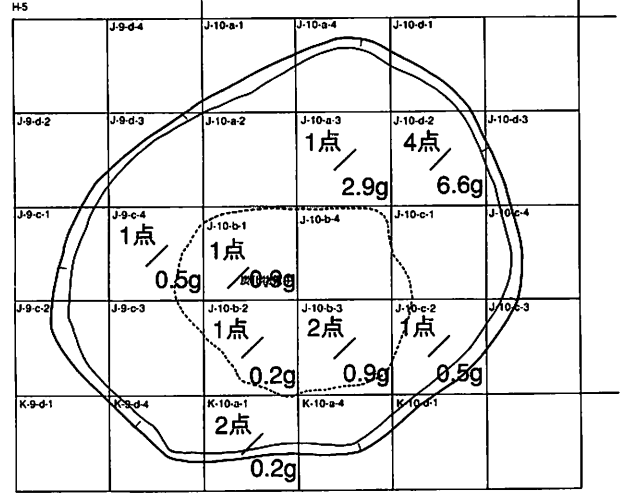 H-5
J-9-d-4
J-10-a-1
J-10-a-4
J-10-d-1
J-9-d-2
J-9-d-3
J-10-a-2
J-10-a-3
J-10-d-2
J-10-d-3
1点
4点
2.9g
6.6g
J-9-c-1
J-9-c-4
J-10-b-1
J-10-b-4
J-10-c-1
J-10-c-4
1点
1点
0.5g
0.9g
J-9-c-2
J-9-c-3
J-10-b-2
J-10-b-3
J-10-c-2
J-10-c-3
1点
2点
1点
0.2g
0.9g
0.5g
K-9-d-1
K-9-d-4
K-10-a-1
K-10-a-4
K-10-d-1
2点
0.2g